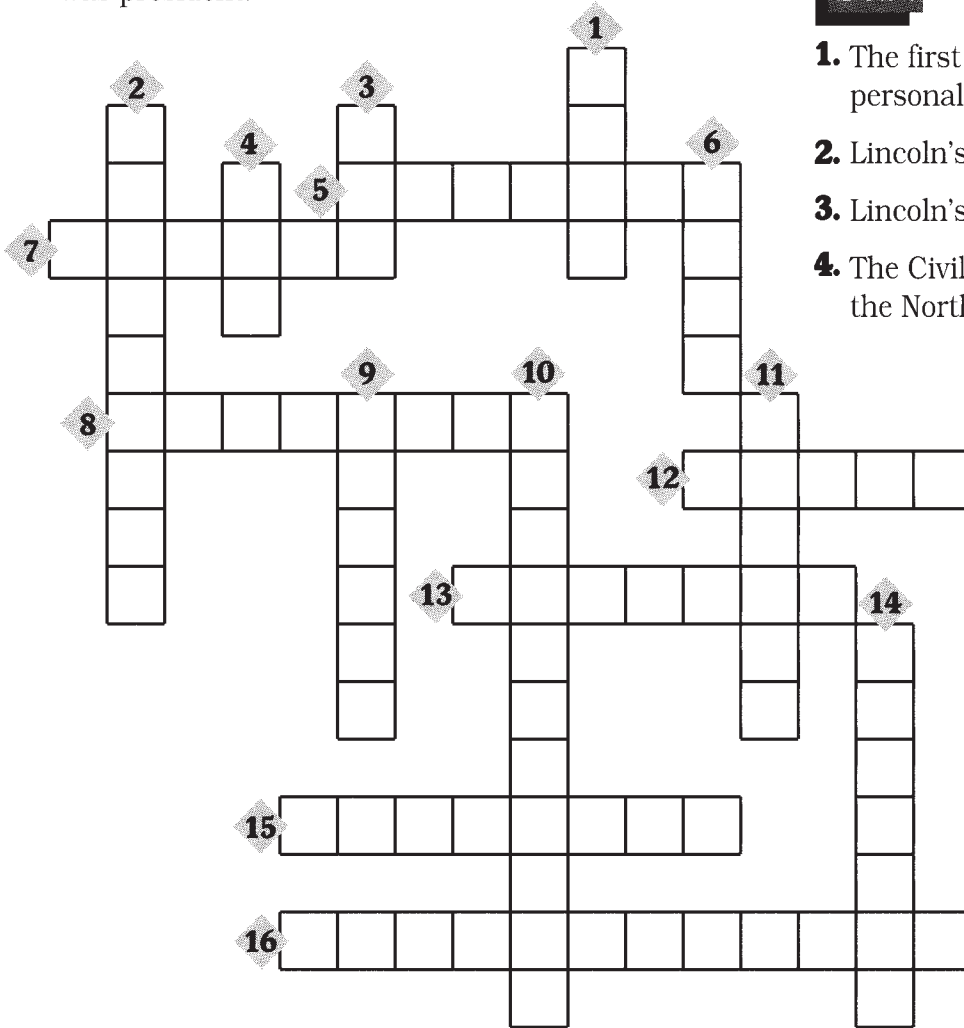 1
1. The first
personal
2
3
4
6
2. Lincoln's
5
3. Lincoln's
7
4. The Civil
the North
9
10
11
8
12
13
14
15
16